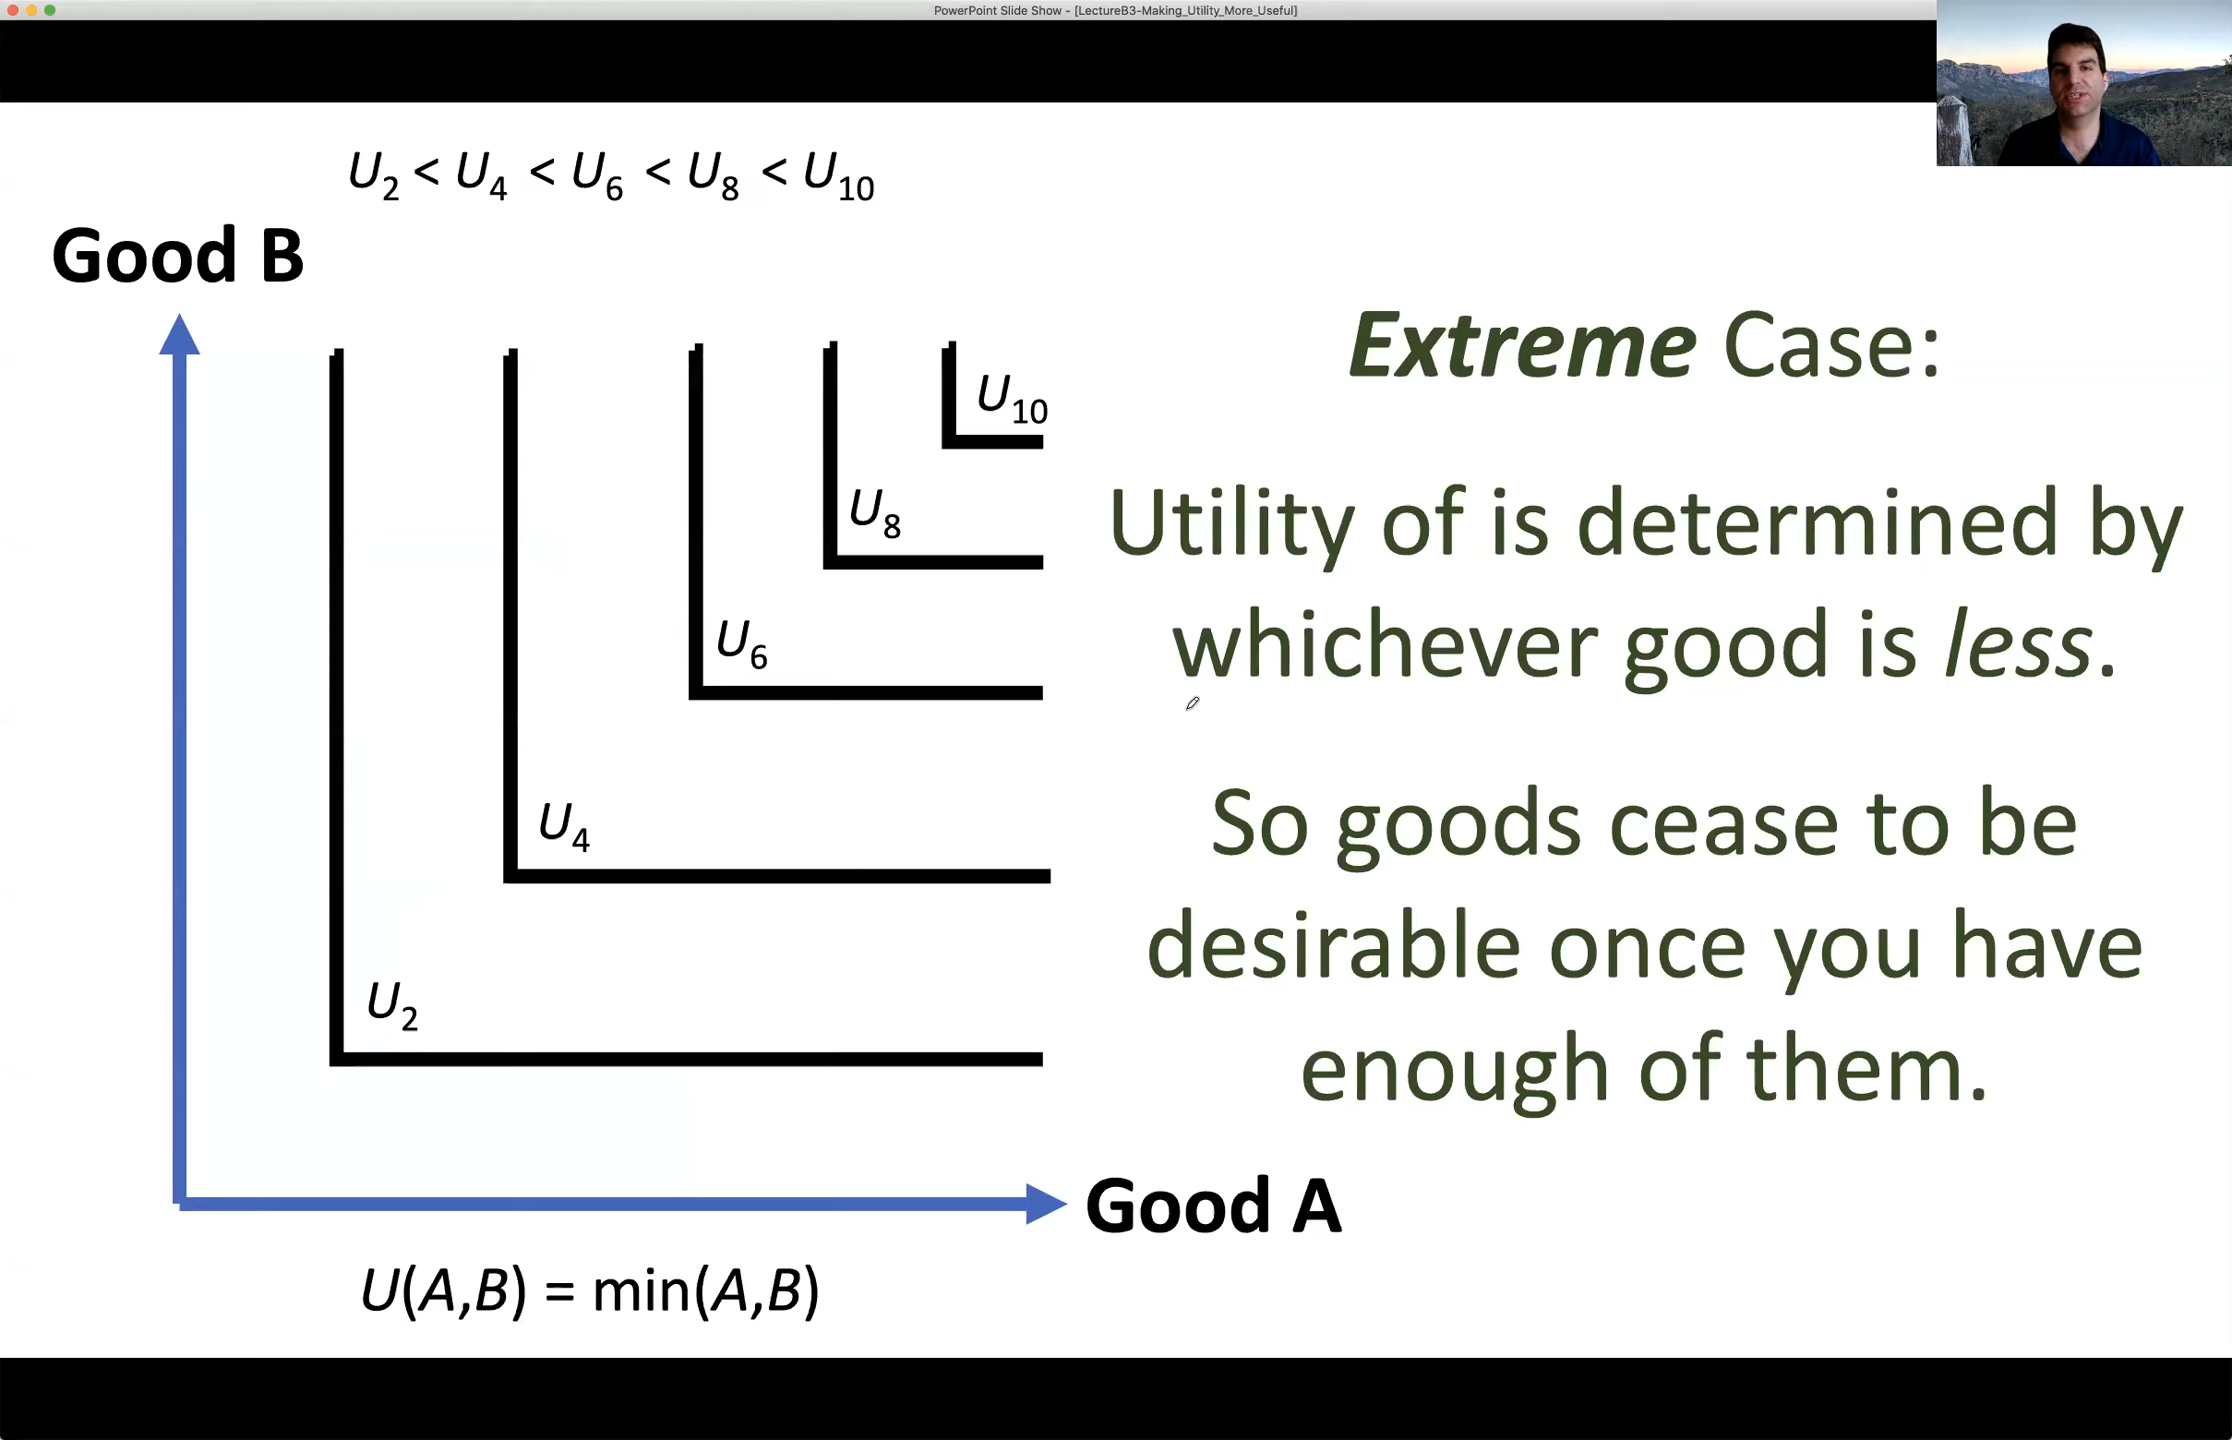 PowerPoint Slide Show - [LectureB3-Making_Utility_More_Useful]
U2 < U4 < U6 < U8 < U10
Good B
U10
U8
U6
U4
U2
Good A
U(A,B) = min(A,B)
Extreme Case:
Utility of is determined by
whichever good is less.
So goods cease to be
desirable once you have
enough of them.